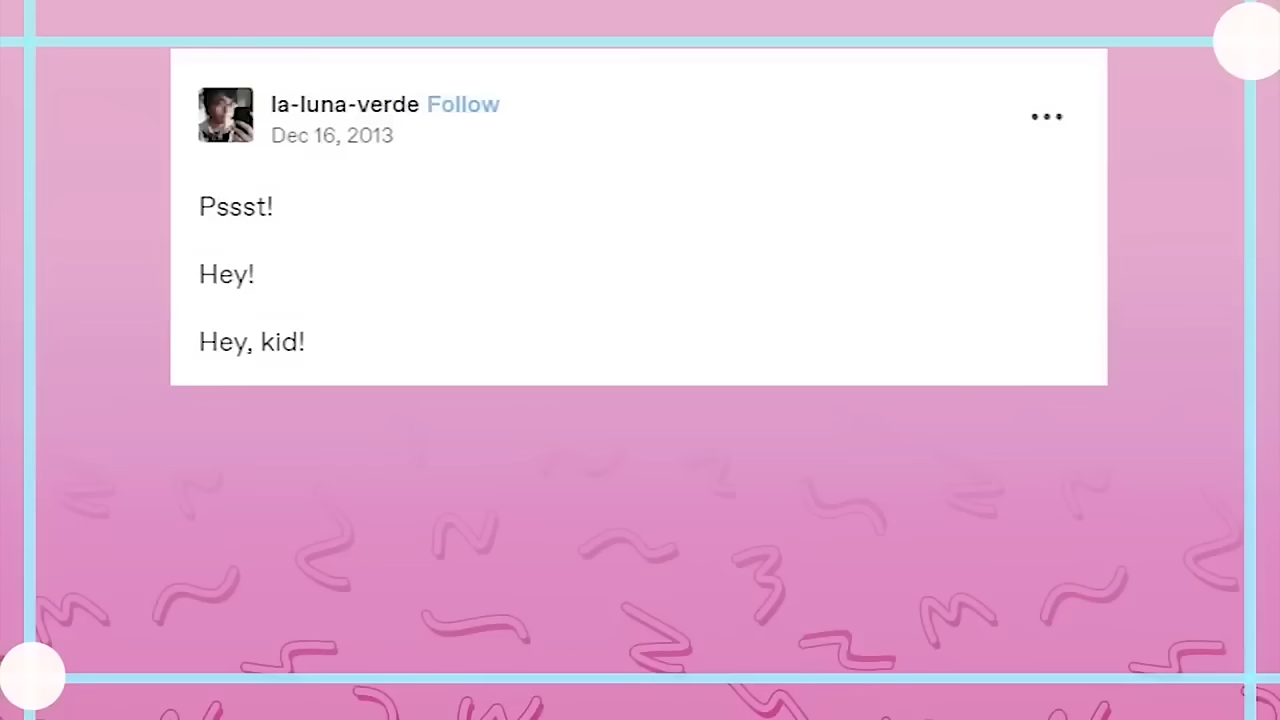 la-luna-verde Follow
Dec 16, 2013
Pssst!
Hey!
Hey, kid!